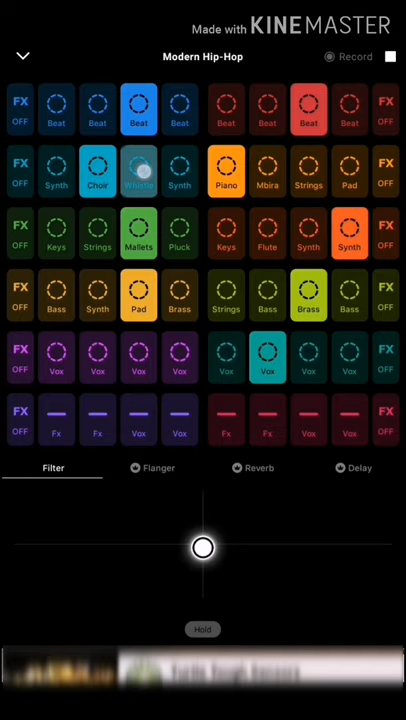 Made with KINEMASTER
Modern Hip-Hop
Record
FX Beat Beat Beat Beat Beat Beat Beat FX
OFF OFF
FX Synth Choir Whistle Synth Piano Mbira Strings Pad FX
OFF OFF
FX Keys Strings Mallets Pluck Keys Flute Synth Synth FX
OFF OFF
FX Bass Synth Pad Brass Strings Bass Brass Bass FX
OFF OFF
FX Vox Vox Vox Vox Vox Vox Vox Vox FX
OFF OFF
FX Fx Fx Vox Vox Fx Fx Vox Vox FX
OFF OFF
Filter Flanger Reverb Delay
Hold